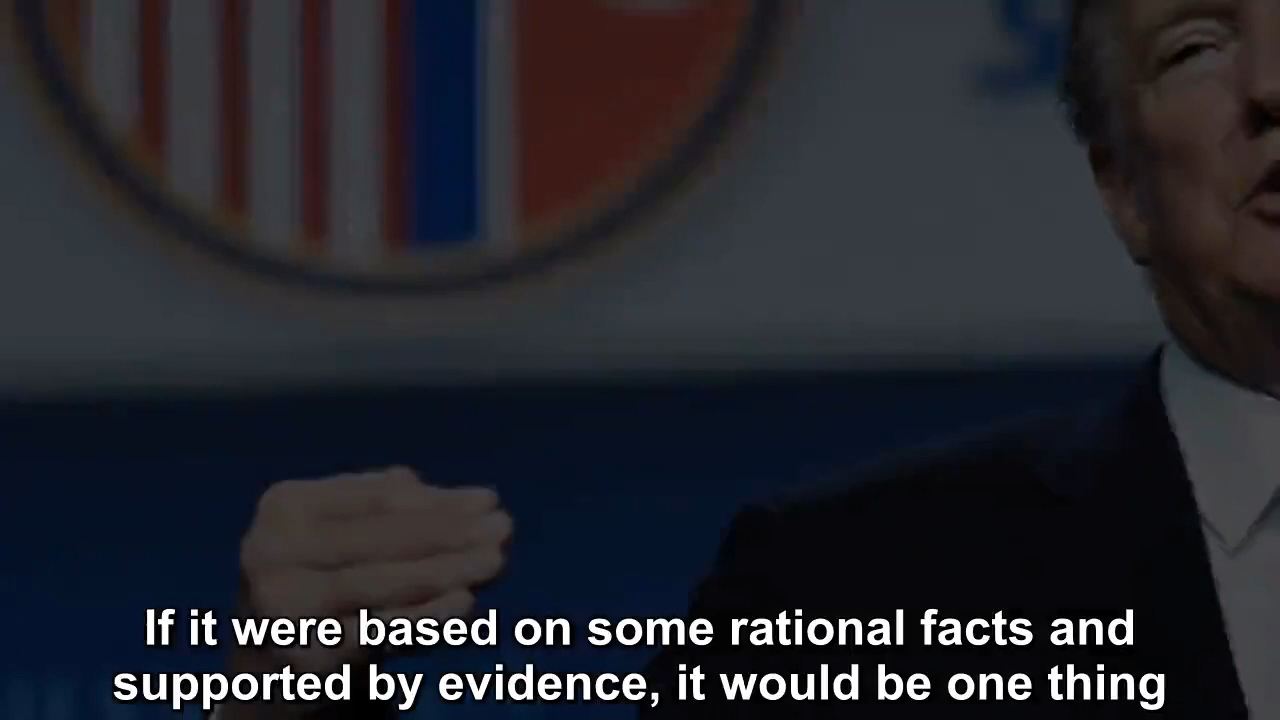 If it were based on some rational facts and
supported by evidence, it would be one thing